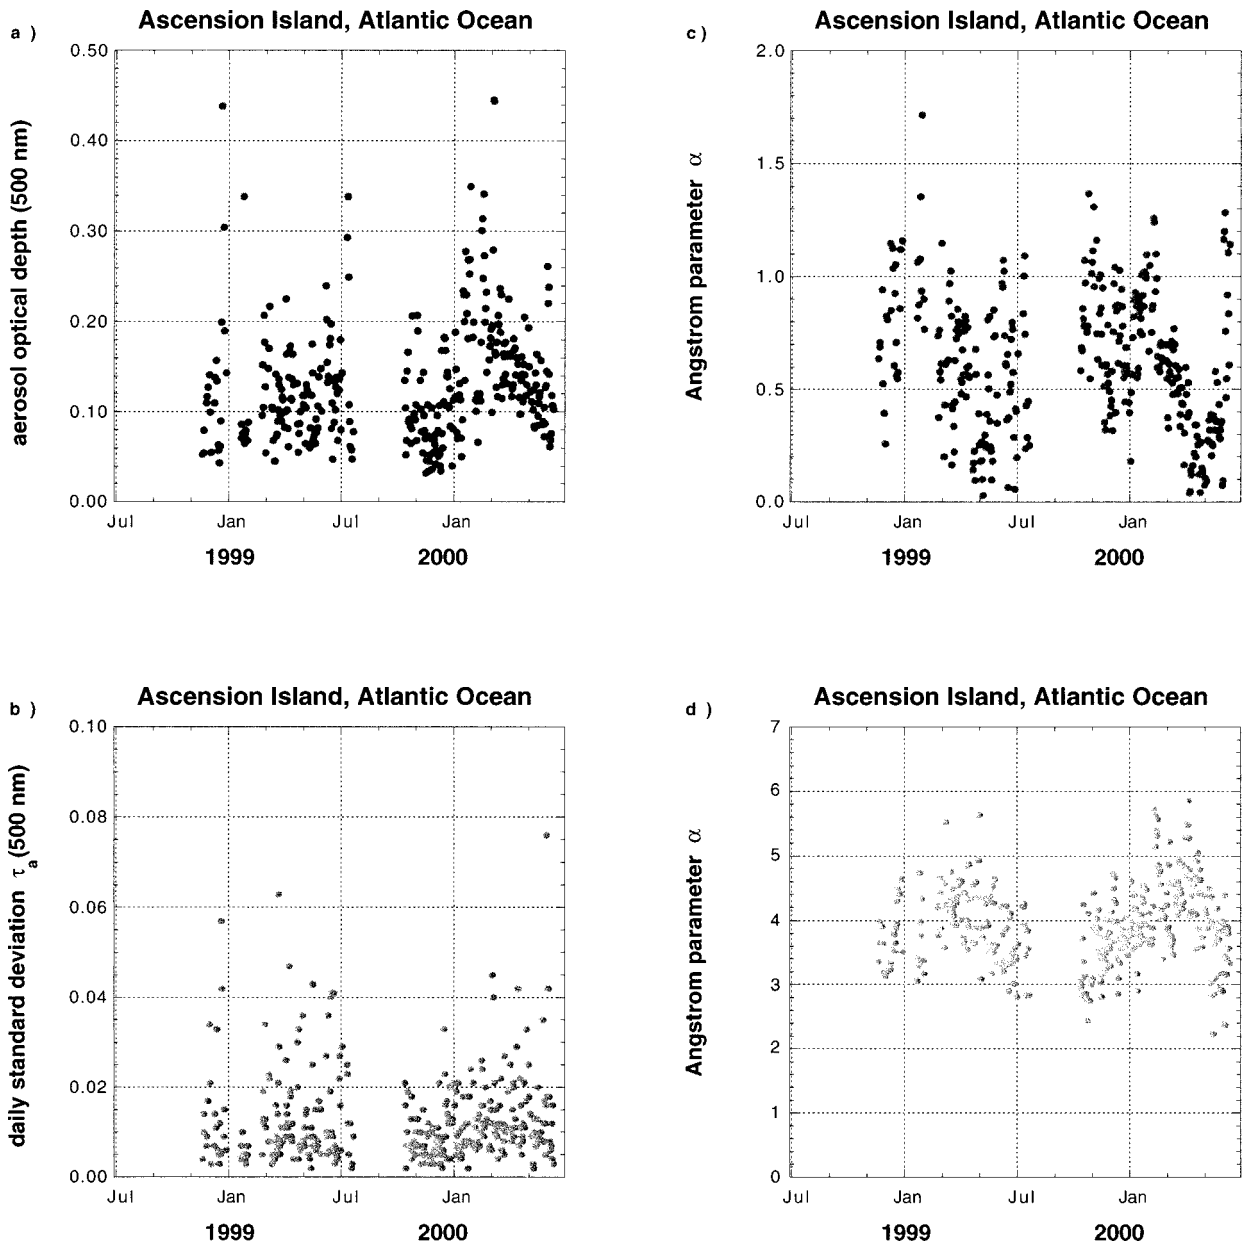 a )
Ascension Island, Atlantic Ocean
aerosol optical depth (500 nm)
0.50
0.40
0.30
0.20
0.10
0.00
Jul
Jan
Jul
Jan
1999
2000
c )
Ascension Island, Atlantic Ocean
Angstrom parameter α
2.0
1.5
1.0
0.5
0.0
Jul
Jan
Jul
Jan
1999
2000
b )
Ascension Island, Atlantic Ocean
daily standard deviation τa (500 nm)
0.10
0.08
0.06
0.04
0.02
0.00
Jul
Jan
Jul
Jan
1999
2000
d )
Ascension Island, Atlantic Ocean
Angstrom parameter α
7
6
5
4
3
2
1
0
Jul
Jan
Jul
Jan
1999
2000